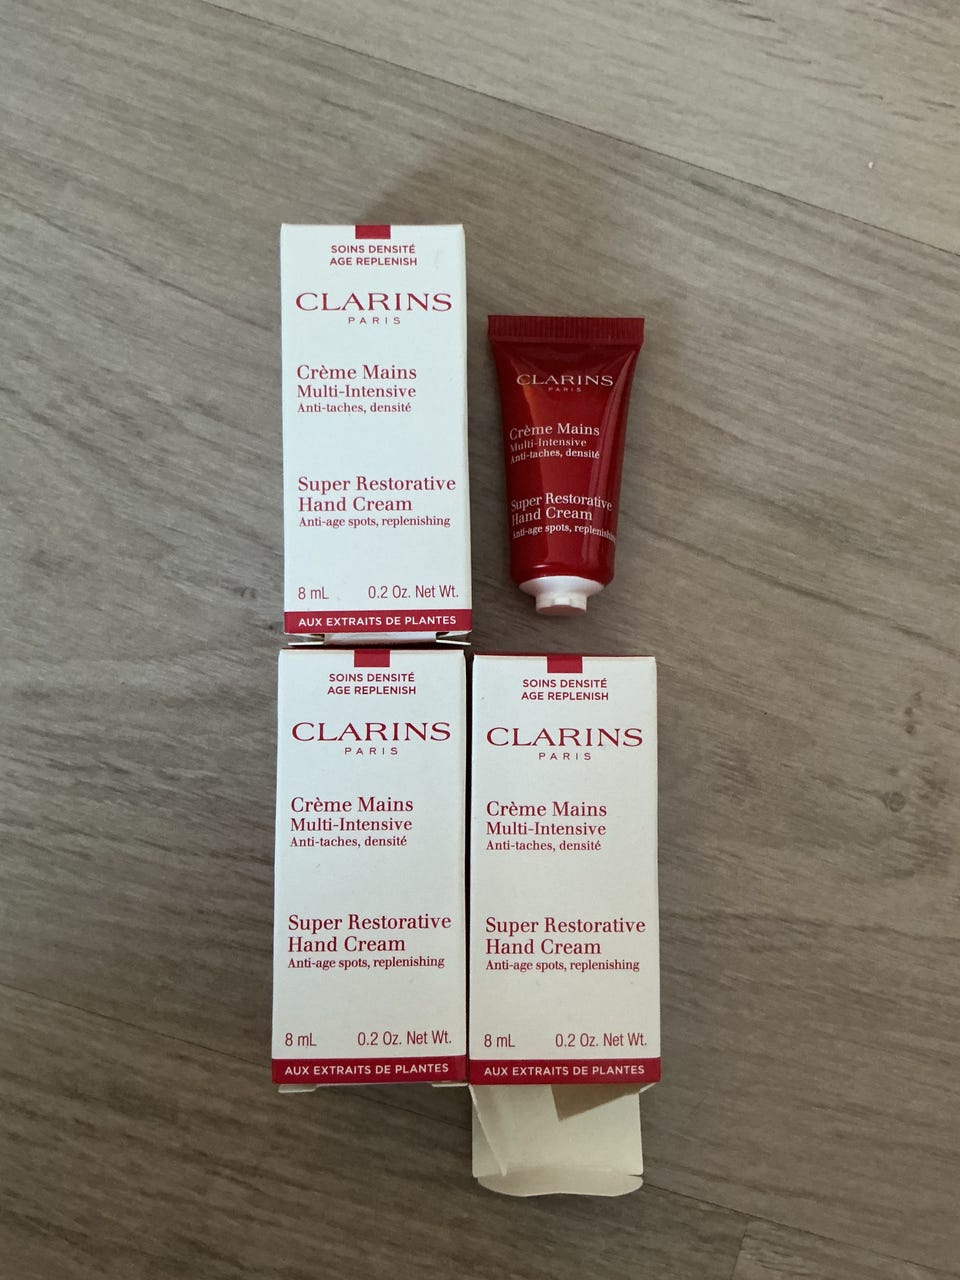 SOINS DENSITÉ
AGE REPLENISH
CLARINS
PARIS
Crème Mains
Multi-Intensive
Anti-taches, densité
Super Restorative
Hand Cream
Anti-age spots, replenishing
8 mL 0.2 Oz. Net Wt.
AUX EXTRAITS DE PLANTES
CLARINS
PARIS
Crème Mains
Multi-Intensive
Anti-taches, densité
Super Restorative
Hand Cream
Anti-age spots, replenishing
SOINS DENSITÉ
AGE REPLENISH
CLARINS
PARIS
Crème Mains
Multi-Intensive
Anti-taches, densité
Super Restorative
Hand Cream
Anti-age spots, replenishing
8 mL 0.2 Oz. Net Wt.
AUX EXTRAITS DE PLANTES
SOINS DENSITÉ
AGE REPLENISH
CLARINS
PARIS
Crème Mains
Multi-Intensive
Anti-taches, densité
Super Restorative
Hand Cream
Anti-age spots, replenishing
8 mL 0.2 Oz. Net Wt.
AUX EXTRAITS DE PLANTES